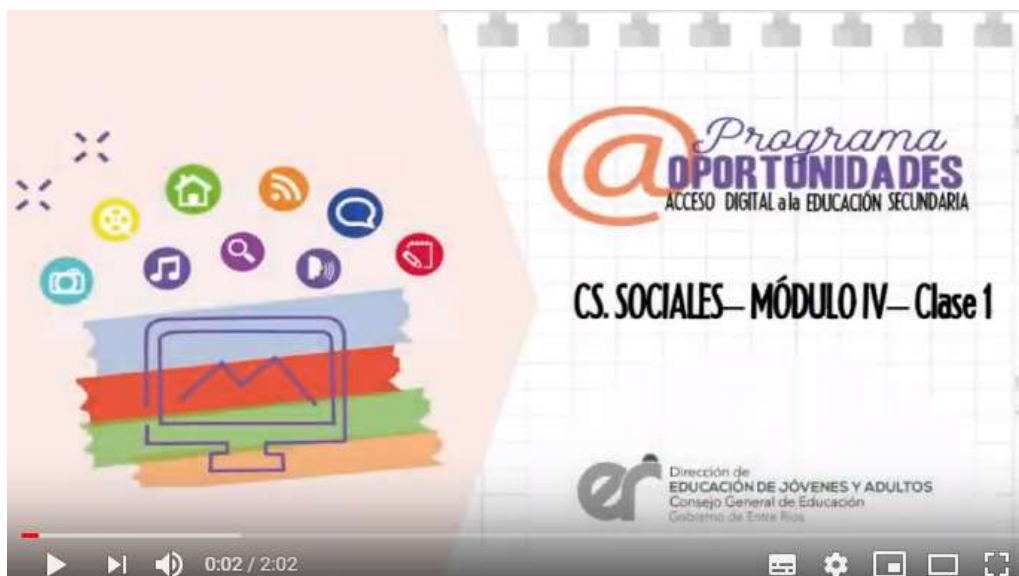 Programa
@OPORTUNIDADES
ACCESO DIGITAL a la EDUCACIÓN SECUNDARIA
CS. SOCIALES– MÓDULO IV– Clase 1
er
Dirección de
EDUCACIÓN DE JÓVENES Y ADULTOS
Consejo General de Educación
Gobierno de Entre Ríos
0:02 / 2:02